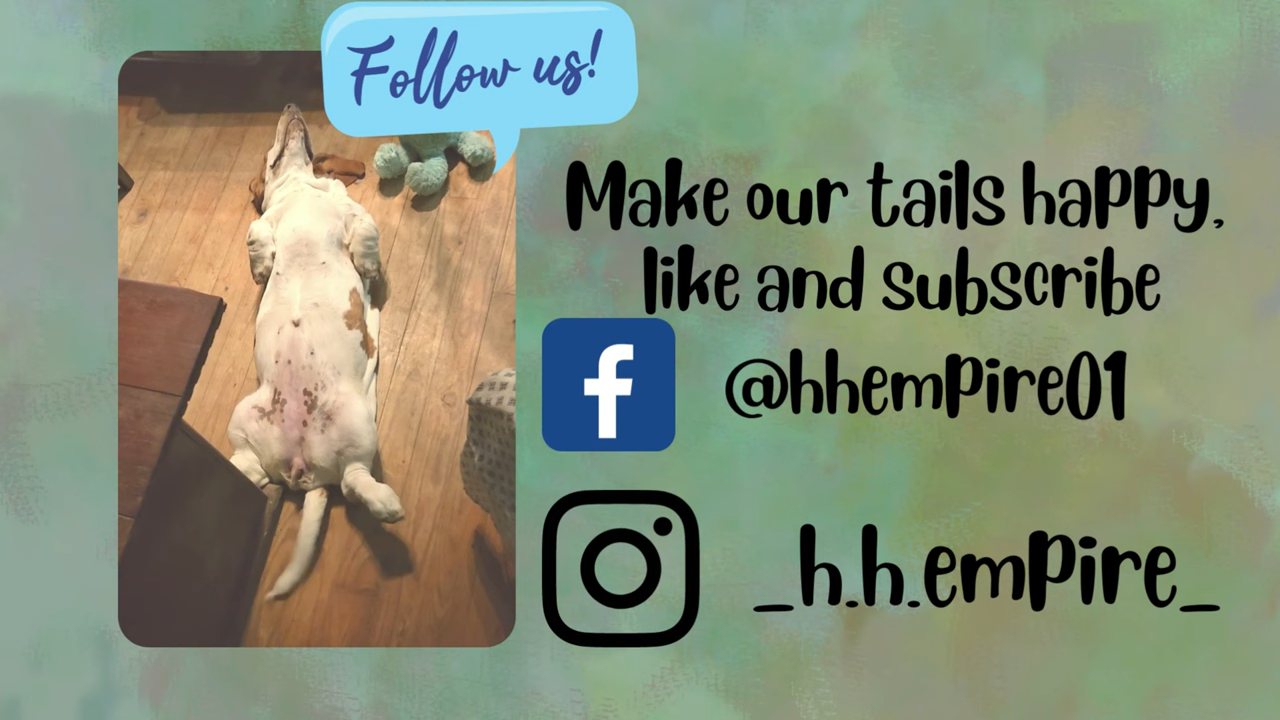 Follow us!
Make our tails happy,
like and subscribe
@hhempire01
_h.h.empire_